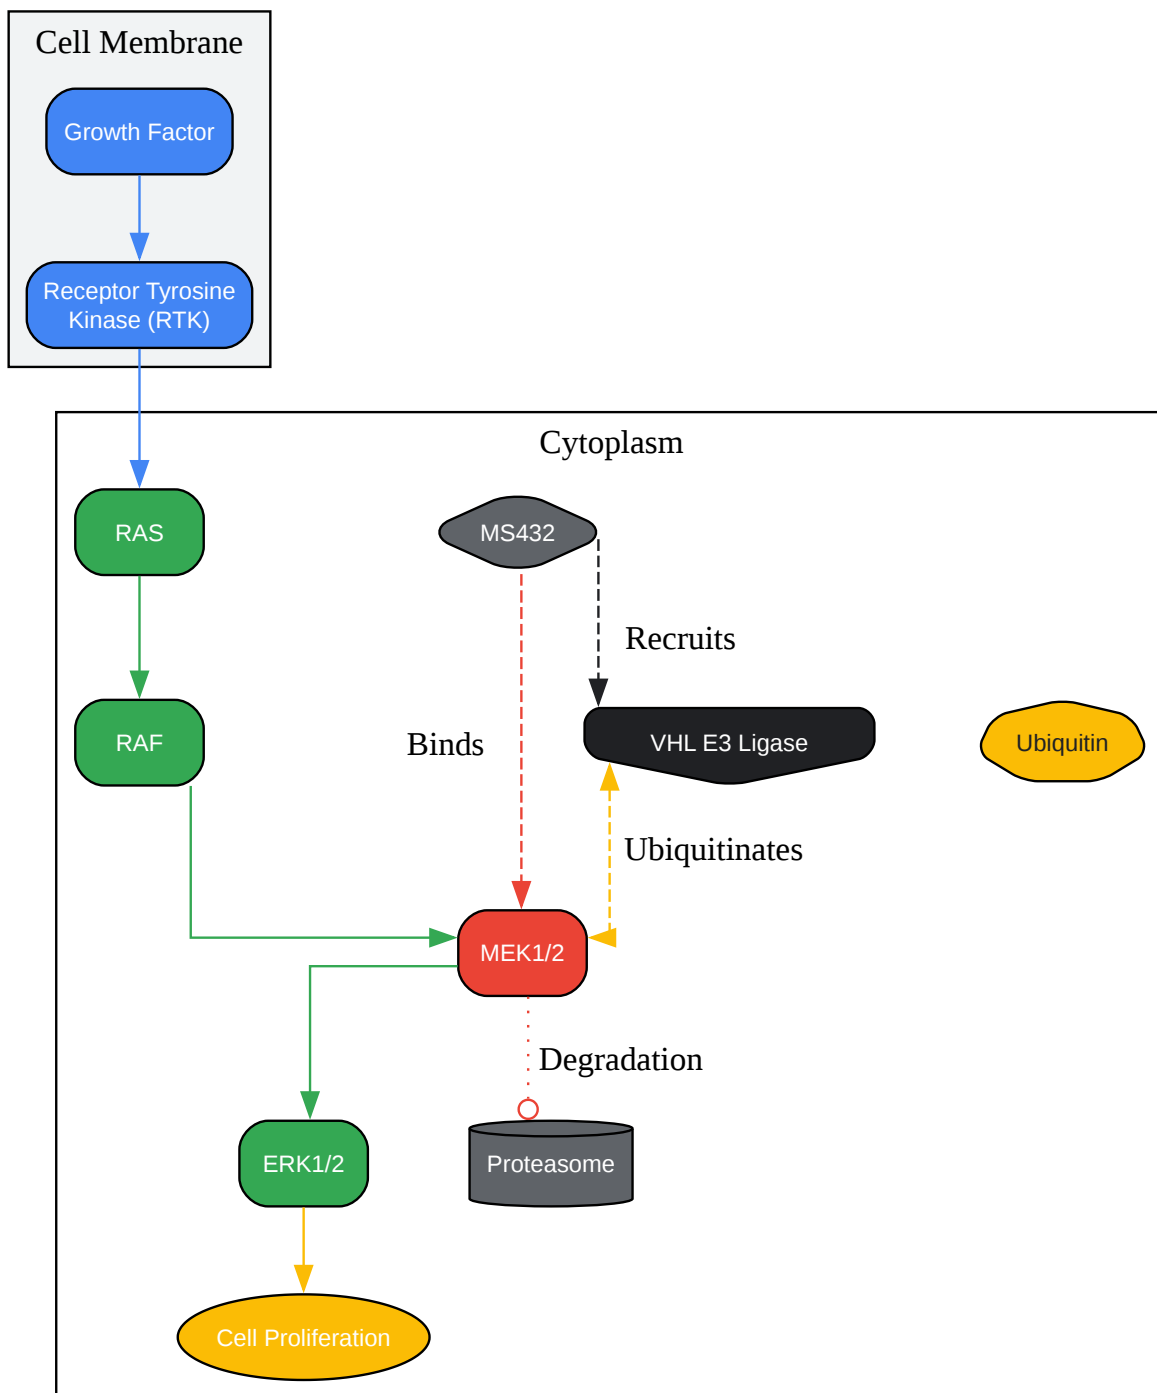 Cell Membrane
Growth Factor
Receptor Tyrosine
Kinase (RTK)
Cytoplasm
RAS
MS432
Recruits
RAF
Binds
VHL E3 Ligase
Ubiquitin
Ubiquitinates
MEK1/2
Degradation
ERK1/2
Proteasome
Cell Proliferation